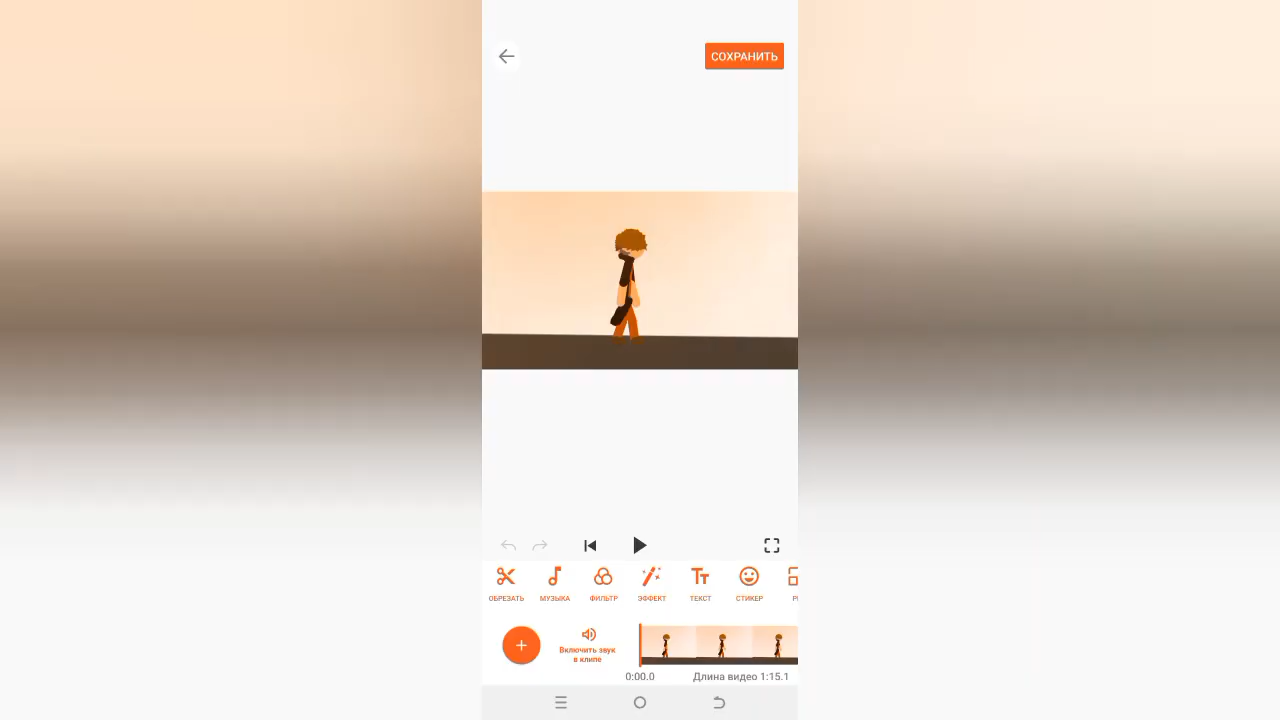 СОХРАНИТЬ
ОБРЕЗАТЬ
МУЗЫКА
ФИЛЬТР
ЭФФЕКТ
ТЕКСТ
СТИКЕР
Включить звук
в клипе
0:00.0
Длина видео 1:15.1